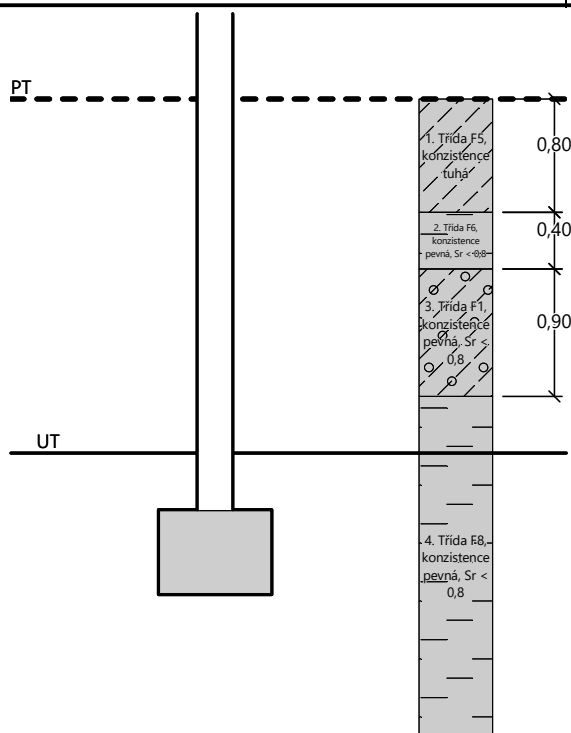 PT
1. Třída F5,
konzistence
tuhá
0,80
2. Třída F6,
konzistence
pevná, Sr < 0,8
0,40
3. Třída F1,
konzistence
pevná, Sr <
0,8
0,90
UT
4. Třída F8,
konzistence
pevná, Sr <
0,8